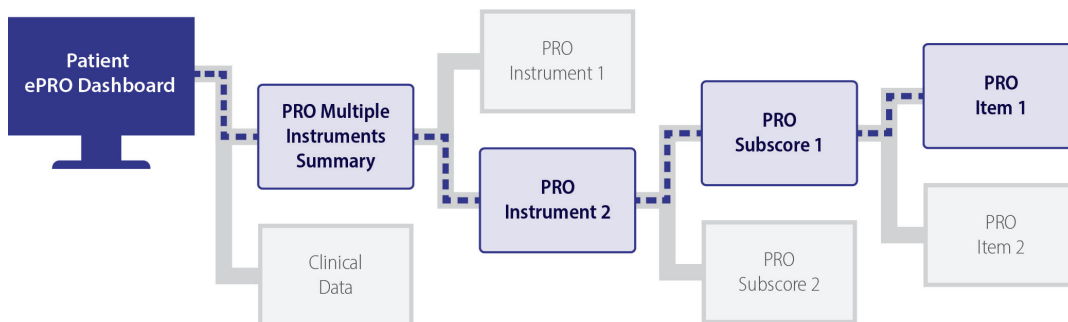 Patient
ePRO Dashboard
PRO Multiple
Instruments
Summary
Clinical
Data
PRO
Instrument 1
PRO
Instrument 2
PRO
Subscore 1
PRO
Subscore 2
PRO
Item 1
PRO
Item 2